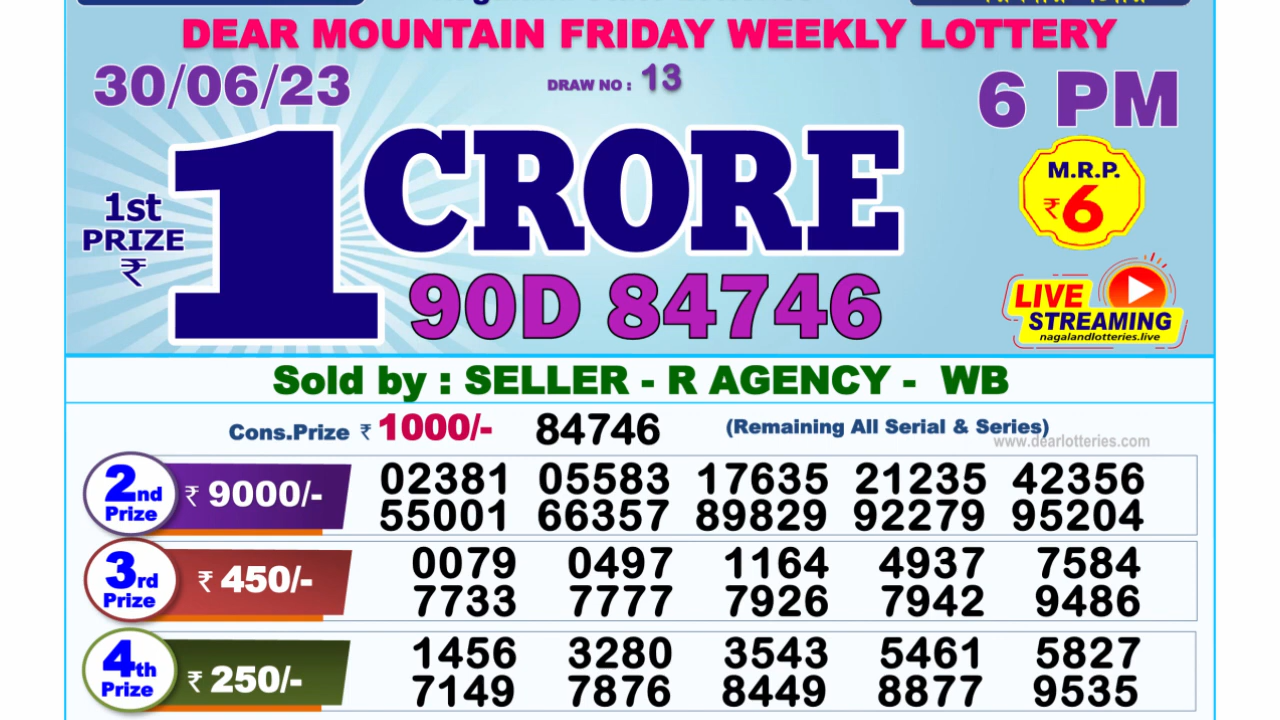 DEAR MOUNTAIN FRIDAY WEEKLY LOTTERY
30/06/23 DRAW NO : 13 6 PM
1st PRIZE ₹ 1 CRORE
90D 84746
M.R.P.
₹6
LIVE
STREAMING
nagalandlotteries.live
Sold by : SELLER - R AGENCY - WB
Cons.Prize ₹ 1000/- 84746 (Remaining All Serial & Series)
www.dearlotteries.com
2nd Prize ₹ 9000/-
02381 05583 17635 21235 42356
55001 66357 89829 92279 95204
3rd Prize ₹ 450/-
0079 0497 1164 4937 7584
7733 7777 7926 7942 9486
4th Prize ₹ 250/-
1456 3280 3543 5461 5827
7149 7876 8449 8877 9535